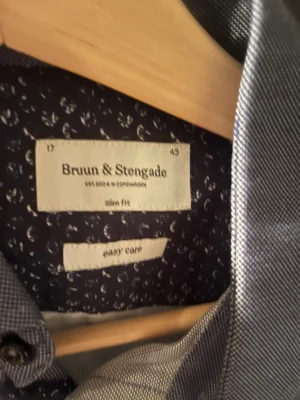 17 43
Bruun & Stengade
EST. 2004 IN COPENHAGEN
slim fit
easy care